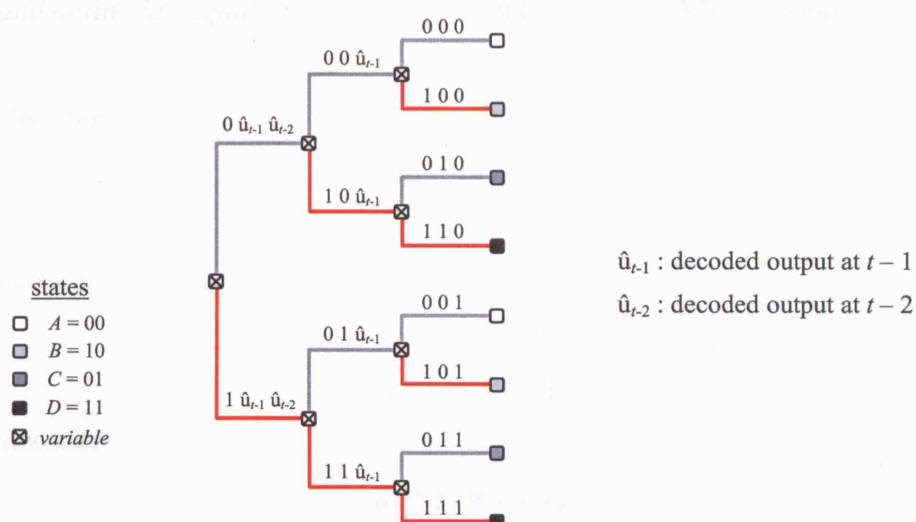 0 0 0
0 0 û_{t-1}
1 0 0
0 û_{t-1} û_{t-2}
0 1 0
1 0 û_{t-1}
1 1 0
û_{t-1} : decoded output at t – 1
û_{t-2} : decoded output at t – 2
states
A = 00
B = 10
C = 01
D = 11
variable
0 0 1
0 1 û_{t-1}
1 0 1
1 û_{t-1} û_{t-2}
0 1 1
1 1 û_{t-1}
1 1 1